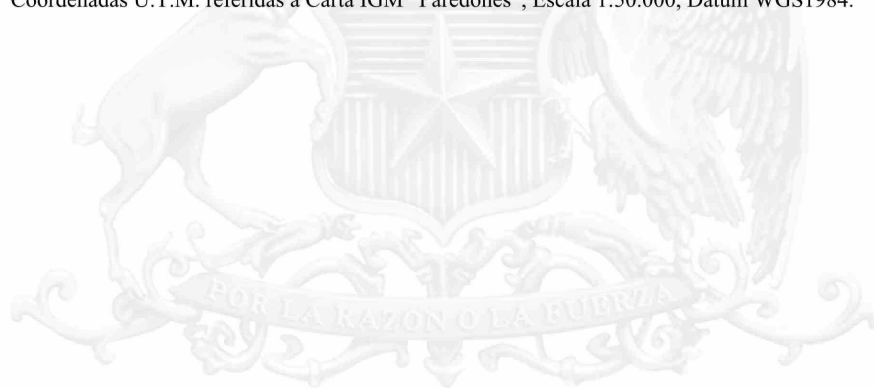 Coordenadas U.T.M. referidas a Carta IGM "Paredones", Escala 1:50.000, Datum WGS1984.
POR LA RAZON O LA FUERZA